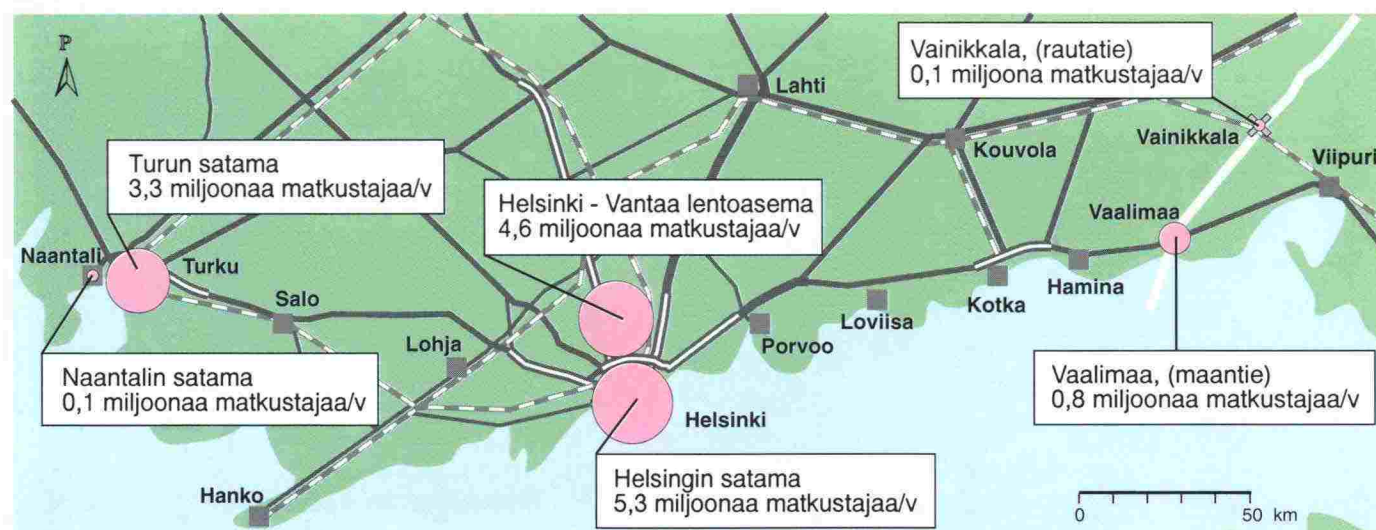 P
Vainikkala, (rautatie)
0,1 miljoona matkustajaa/v
Lahti
Vainikkala
Kouvola
Viipuri
Turun satama
3,3 miljoonaa matkustajaa/v
Helsinki - Vantaa lentoasema
4,6 miljoonaa matkustajaa/v
Vaalimaa
Naantali
Turku
Salo
Hamina
Kotka
Loviisa
Porvoo
Lohja
Naantalin satama
0,1 miljoonaa matkustajaa/v
Vaalimaa, (maantie)
0,8 miljoonaa matkustajaa/v
Helsinki
Helsingin satama
5,3 miljoonaa matkustajaa/v
Hanko
0 50 km